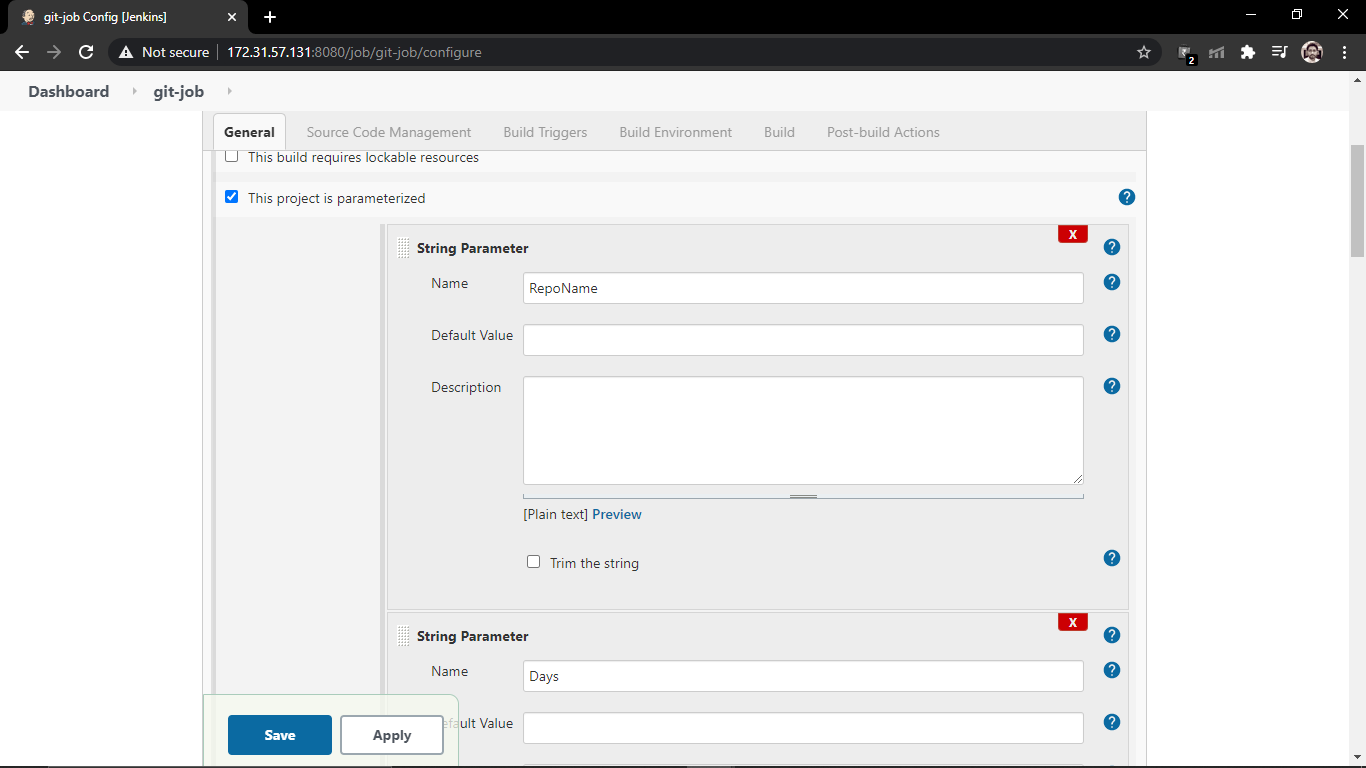 git-job Config [Jenkins]
Not secure 172.31.57.131:8080/job/git-job/configure
2
Dashboard git-job
General Source Code Management Build Triggers Build Environment Build Post-build Actions
This build requires lockable resources
This project is parameterized ?
X
String Parameter ?
Name RepoName ?
Default Value ?
Description ?
[Plain text] Preview
Trim the string ?
X
String Parameter ?
Name Days ?
Default Value ?
Save Apply